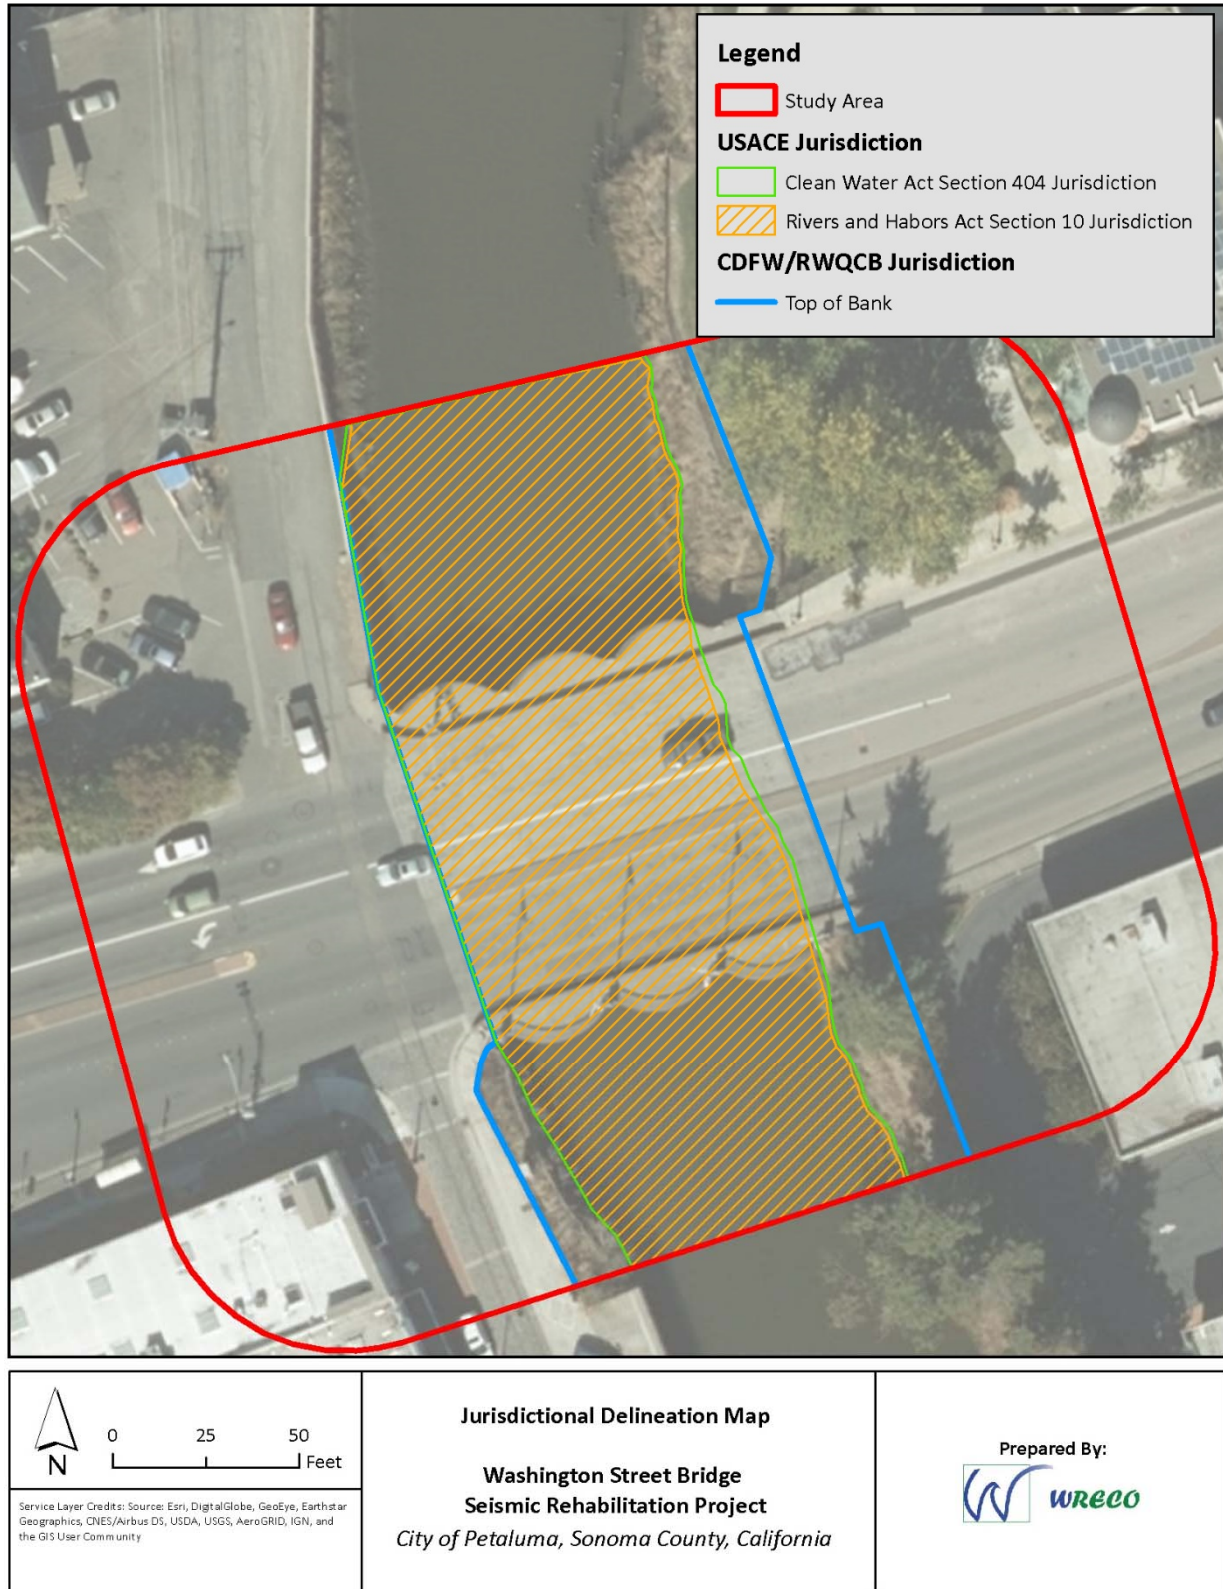 Legend
Study Area
USACE Jurisdiction
Clean Water Act Section 404 Jurisdiction
Rivers and Habors Act Section 10 Jurisdiction
CDFW/RWQCB Jurisdiction
Top of Bank
N
0 25 50
Feet
Service Layer Credits: Source: Esri, DigitalGlobe, GeoEye, Earthstar
Geographics, CNES/Airbus DS, USDA, USGS, AeroGRID, IGN, and
the GIS User Community
Jurisdictional Delineation Map
Washington Street Bridge
Seismic Rehabilitation Project
City of Petaluma, Sonoma County, California
Prepared By:
W WRECO